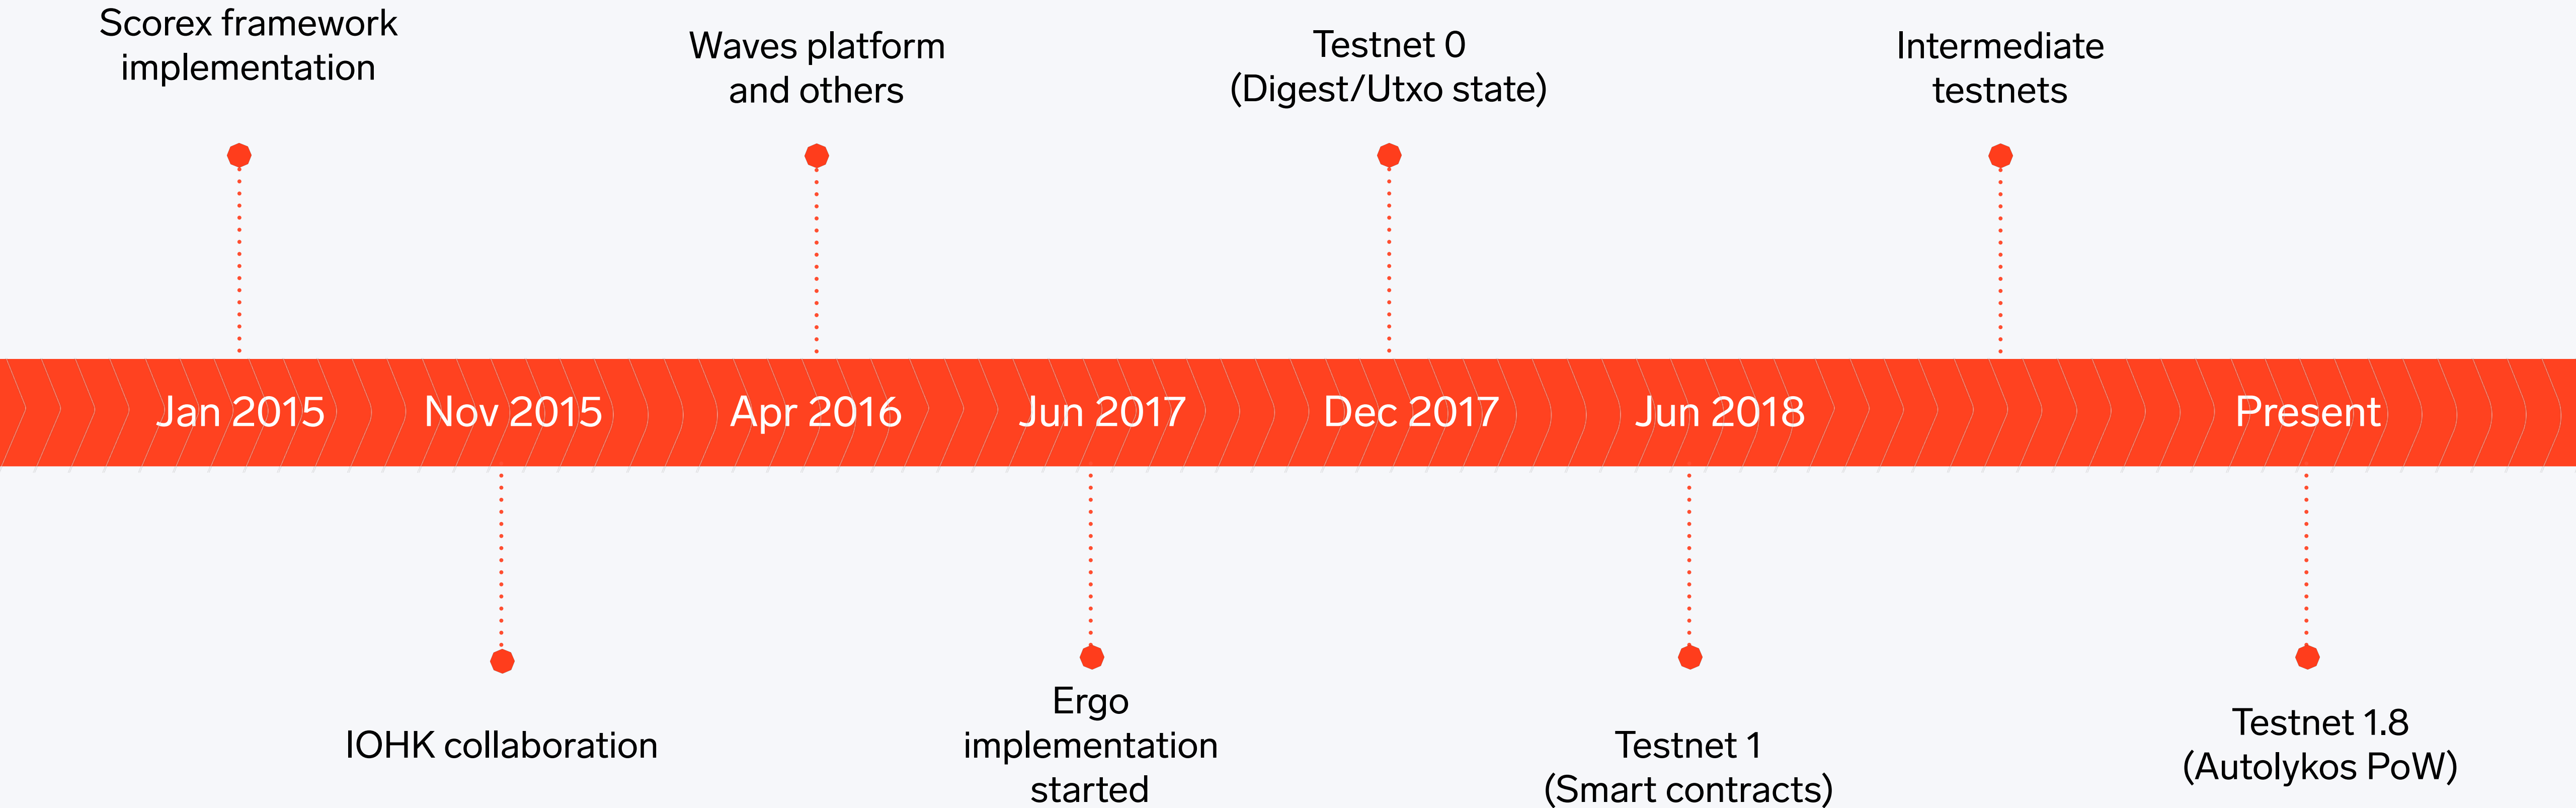 Scorex framework
implementation
Waves platform
and others
Testnet 0
(Digest/Utxo state)
Intermediate
testnets
Jan 2015
Nov 2015
Apr 2016
Jun 2017
Dec 2017
Jun 2018
Present
IOHK collaboration
Ergo
implementation
started
Testnet 1
(Smart contracts)
Testnet 1.8
(Autolykos PoW)